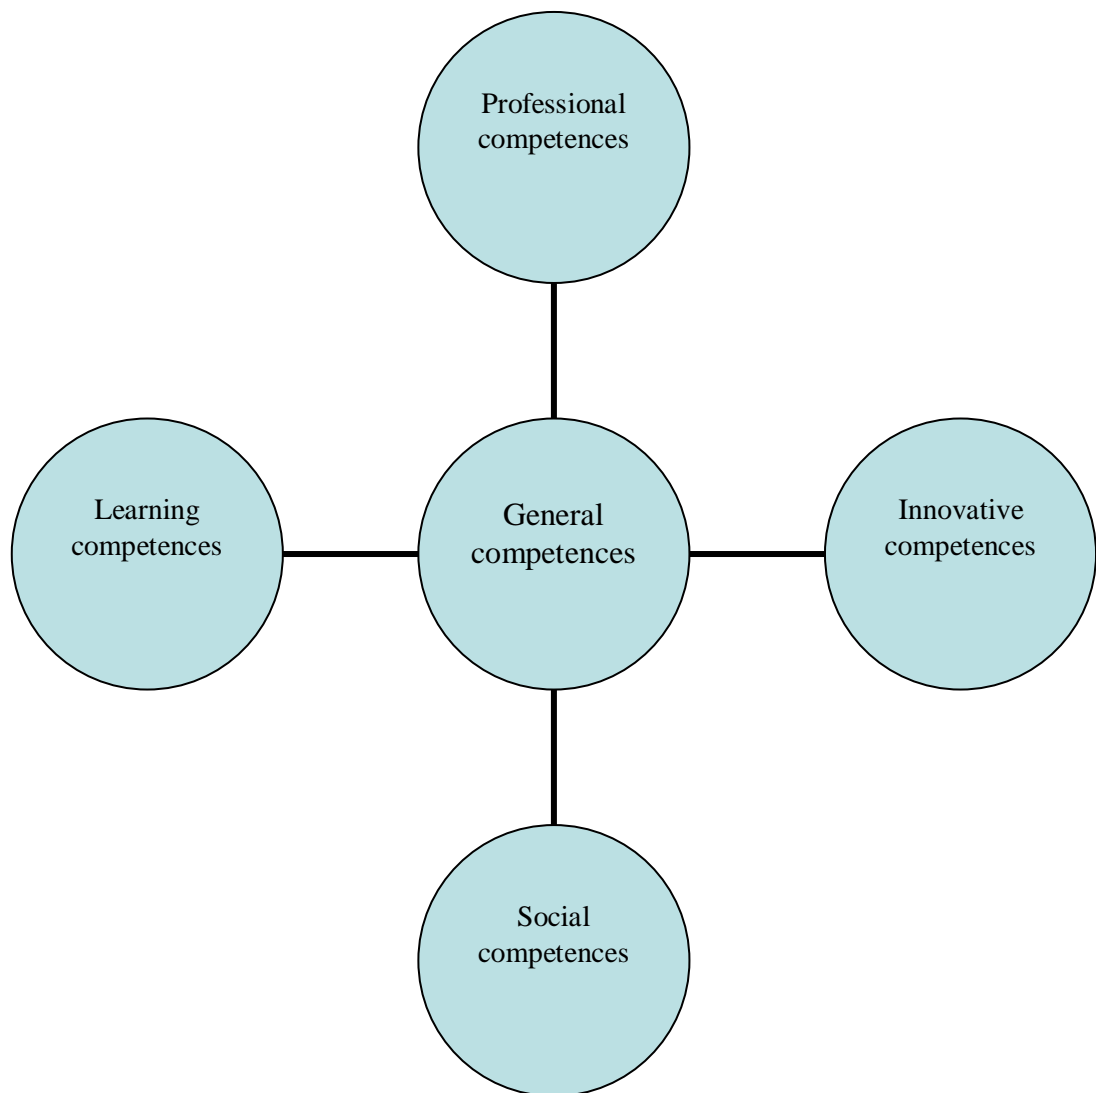 Professional
competences
Learning
competences
General
competences
Innovative
competences
Social
competences